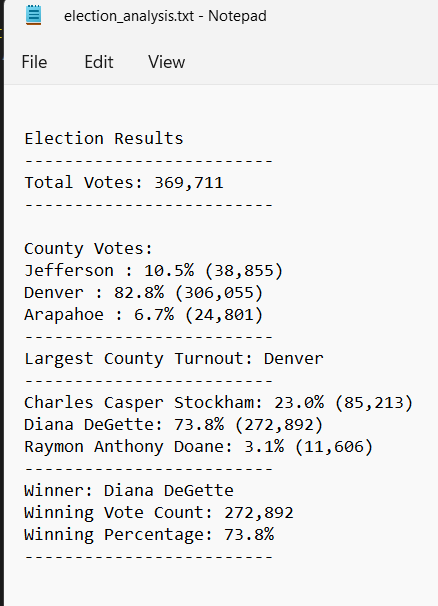 election_analysis.txt - Notepad
File Edit View
Election Results
-------------------------
Total Votes: 369,711
-------------------------
County Votes:
Jefferson : 10.5% (38,855)
Denver : 82.8% (306,055)
Arapahoe : 6.7% (24,801)
-------------------------
Largest County Turnout: Denver
-------------------------
Charles Casper Stockham: 23.0% (85,213)
Diana DeGette: 73.8% (272,892)
Raymon Anthony Doane: 3.1% (11,606)
-------------------------
Winner: Diana DeGette
Winning Vote Count: 272,892
Winning Percentage: 73.8%
-------------------------